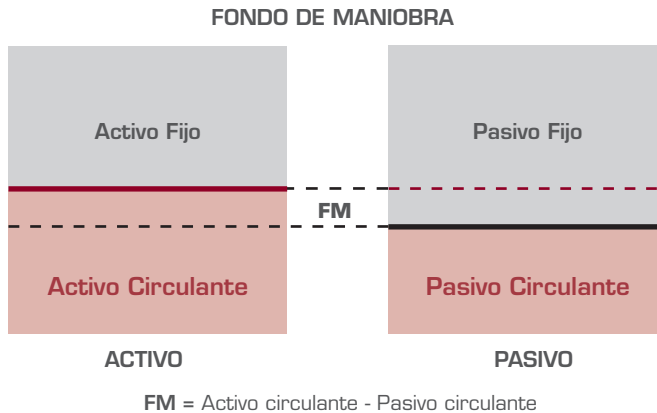 FONDO DE MANIOBRA
Activo Fijo
Pasivo Fijo
FM
Activo Circulante
Pasivo Circulante
ACTIVO
PASIVO
FM = Activo circulante - Pasivo circulante